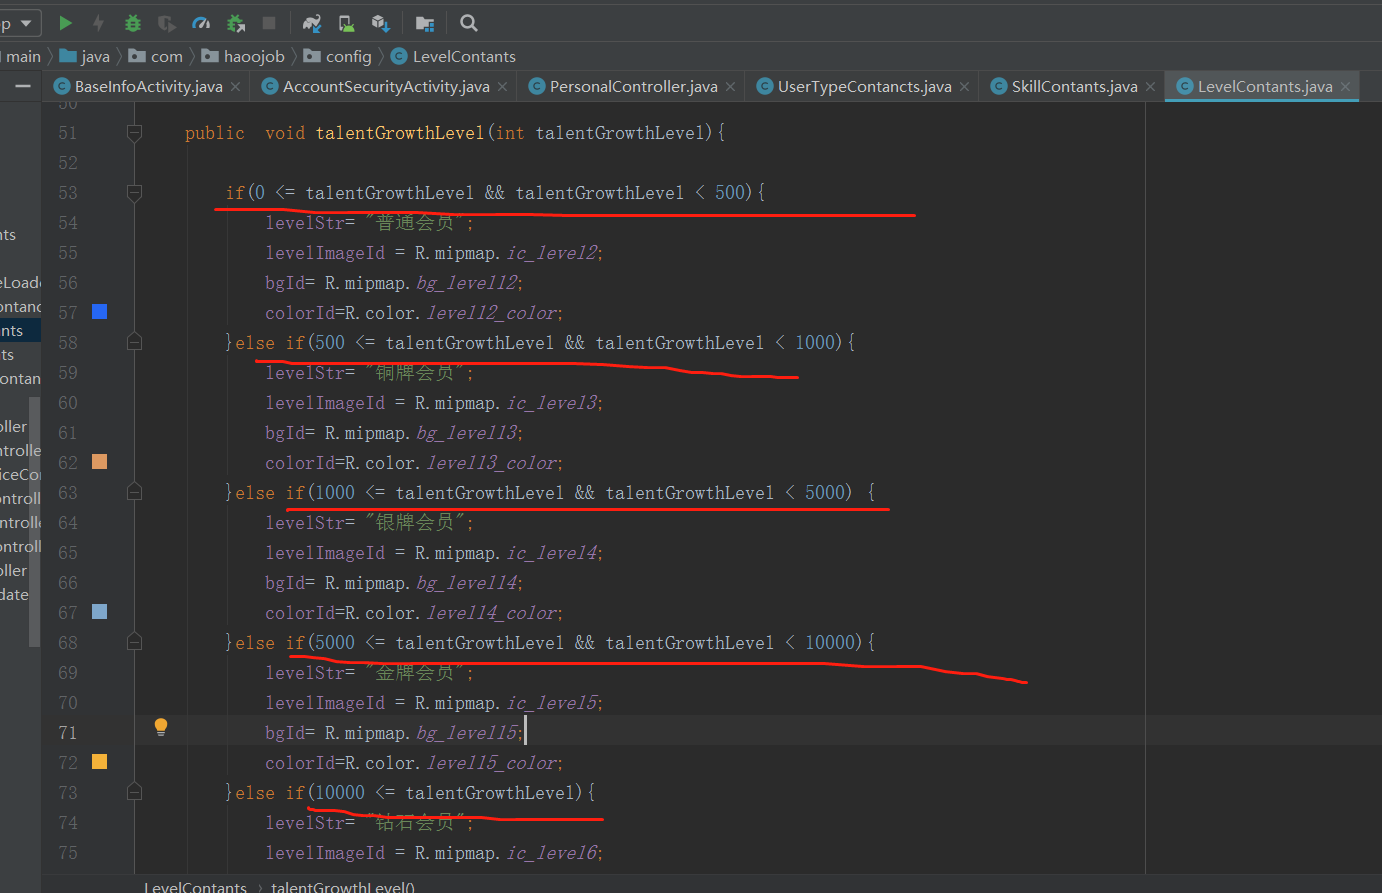 p
main java com haoojob config LevelContants
BaseInfoActivity.java AccountSecurityActivity.java PersonalController.java UserTypeContancts.java SkillContants.java LevelContants.java
51 public void talentGrowthLevel(int talentGrowthLevel){
52
53 if(0 <= talentGrowthLevel && talentGrowthLevel < 500){
54 levelStr= "普通会员";
nts
55 levelImageId = R.mipmap.ic_level2;
eLoade
56 bgId= R.mipmap.bg_level12;
ontanc
57 colorId=R.color.level12_color;
nts
58 }else if(500 <= talentGrowthLevel && talentGrowthLevel < 1000){
ts
59 levelStr= "铜牌会员";
ontan
60 levelImageId = R.mipmap.ic_level3;
oller
61 bgId= R.mipmap.bg_level13;
ntrolle
62 colorId=R.color.level13_color;
iceCo
63 }else if(1000 <= talentGrowthLevel && talentGrowthLevel < 5000) {
ontroll
64 levelStr= "银牌会员";
ntrolle
65 levelImageId = R.mipmap.ic_level4;
ontroll
oller
66 bgId= R.mipmap.bg_level14;
date
67 colorId=R.color.level14_color;
68 }else if(5000 <= talentGrowthLevel && talentGrowthLevel < 10000){
69 levelStr= "金牌会员";
70 levelImageId = R.mipmap.ic_level5;
71 bgId= R.mipmap.bg_level15;
72 colorId=R.color.level15_color;
73 }else if(10000 <= talentGrowthLevel){
74 levelStr= "钻石会员";
75 levelImageId = R.mipmap.ic_level6;
LevelContants talentGrowthLevel()